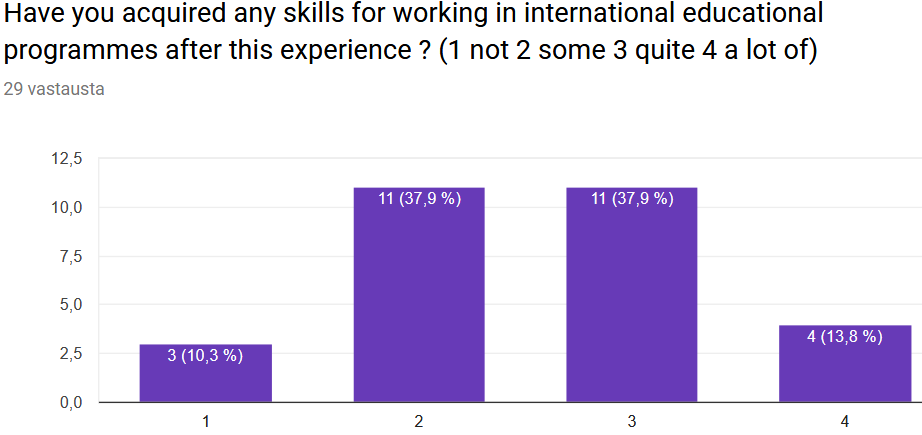 Have you acquired any skills for working in international educational
programmes after this experience ? (1 not 2 some 3 quite 4 a lot of)
29 vastausta
12,5
10,0
7,5
5,0
2,5
0,0
3 (10,3 %)
11 (37,9 %)
11 (37,9 %)
4 (13,8 %)
1
2
3
4